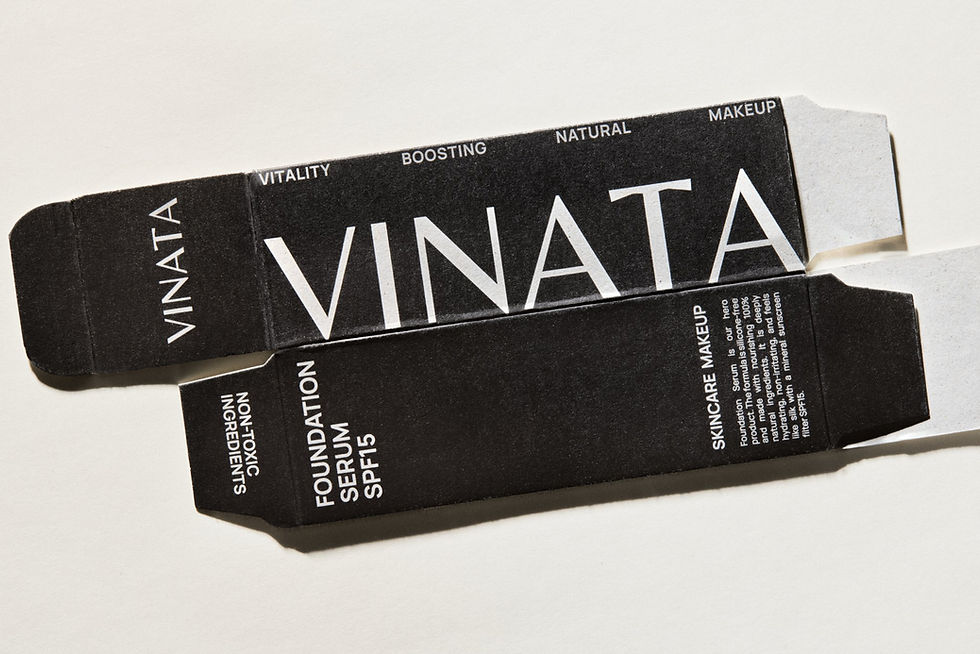 VITALITY BOOSTING NATURAL MAKEUP
VINATA
VINATA
NON-TOXIC
INGREDIENTS
FOUNDATION
SERUM
SPF15
SKINCARE MAKEUP
Foundation Serum is our hero
product. The formula is silicone-free
and made with nourishing 100%
natural ingredients. It is deeply
hydrating, non-irritating, and feels
like silk with a mineral sunscreen
filter SPF15.